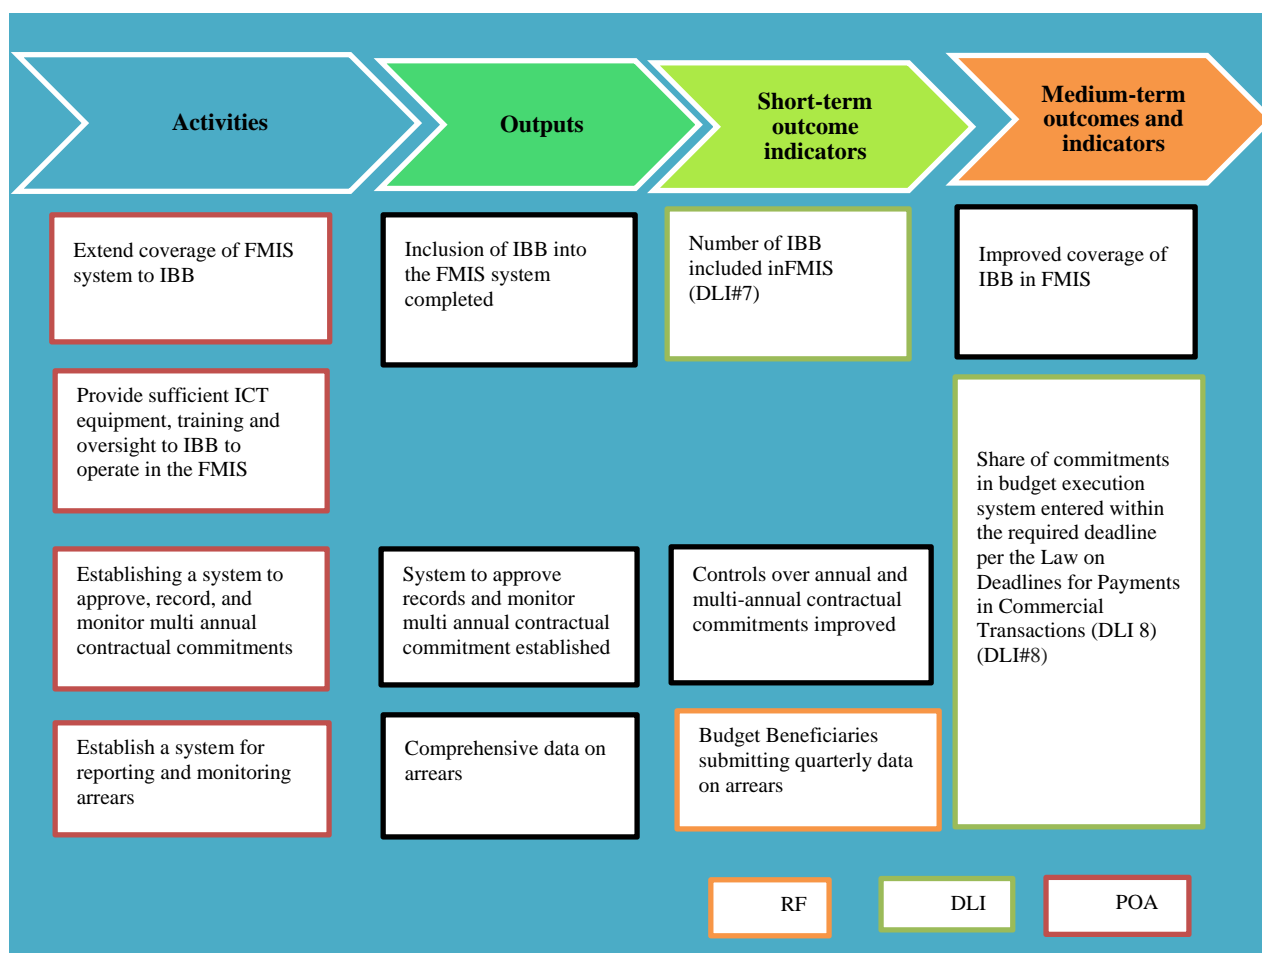 Activities
Outputs
Short-term
outcome
indicators
Medium-term
outcomes and
indicators
Extend coverage of FMIS
system to IBB
Inclusion of IBB into
the FMIS system
completed
Number of IBB
included inFMIS
(DLI#7)
Improved coverage of
IBB in FMIS
Provide sufficient ICT
equipment, training and
oversight to IBB to
operate in the FMIS
Share of commitments
in budget execution
system entered within
the required deadline
per the Law on
Deadlines for Payments
in Commercial
Transactions (DLI 8)
(DLI#8)
Establishing a system to
approve, record, and
monitor multi annual
contractual commitments
System to approve
records and monitor
multi annual contractual
commitment established
Controls over annual and
multi-annual contractual
commitments improved
Establish a system for
reporting and monitoring
arrears
Comprehensive data on
arrears
Budget Beneficiaries
submitting quarterly data
on arrears
RF
DLI
POA